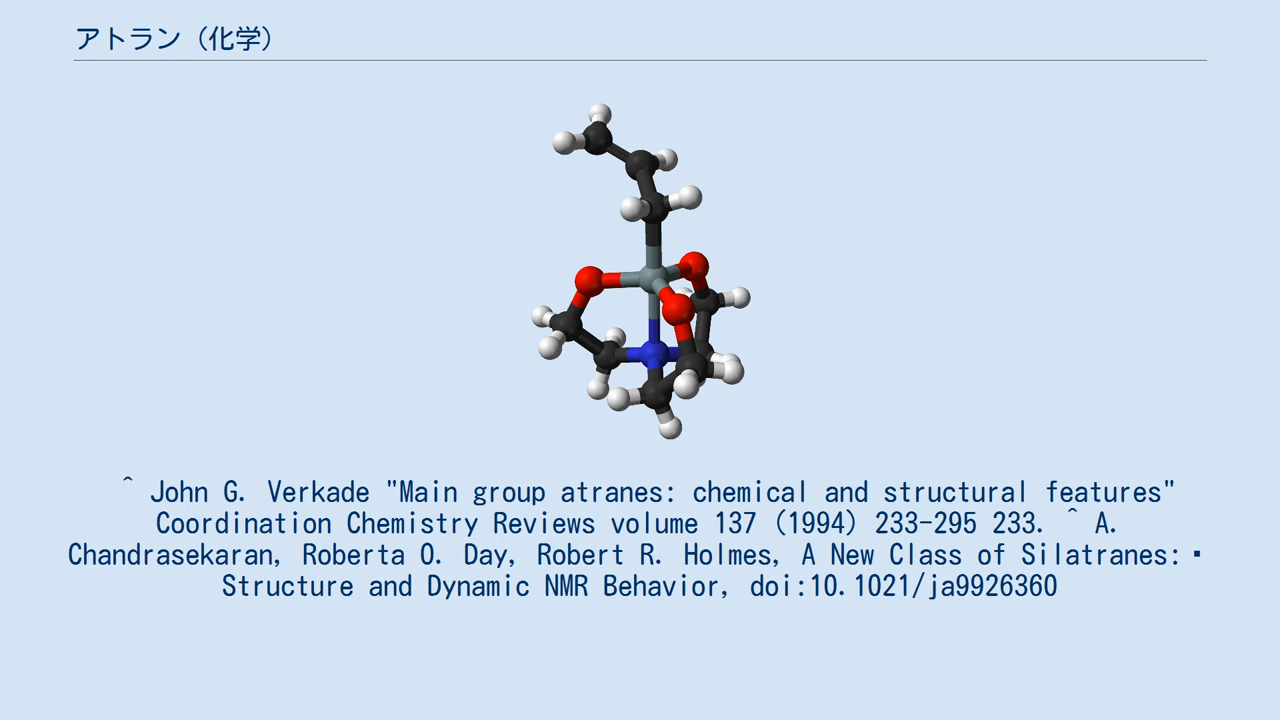 アトラン（化学）
^ John G. Verkade "Main group atranes: chemical and structural features"
Coordination Chemistry Reviews volume 137 (1994) 233-295 233. ^ A.
Chandrasekaran, Roberta O. Day, Robert R. Holmes, A New Class of Silatranes: ▪
Structure and Dynamic NMR Behavior, doi:10.1021/ja9926360